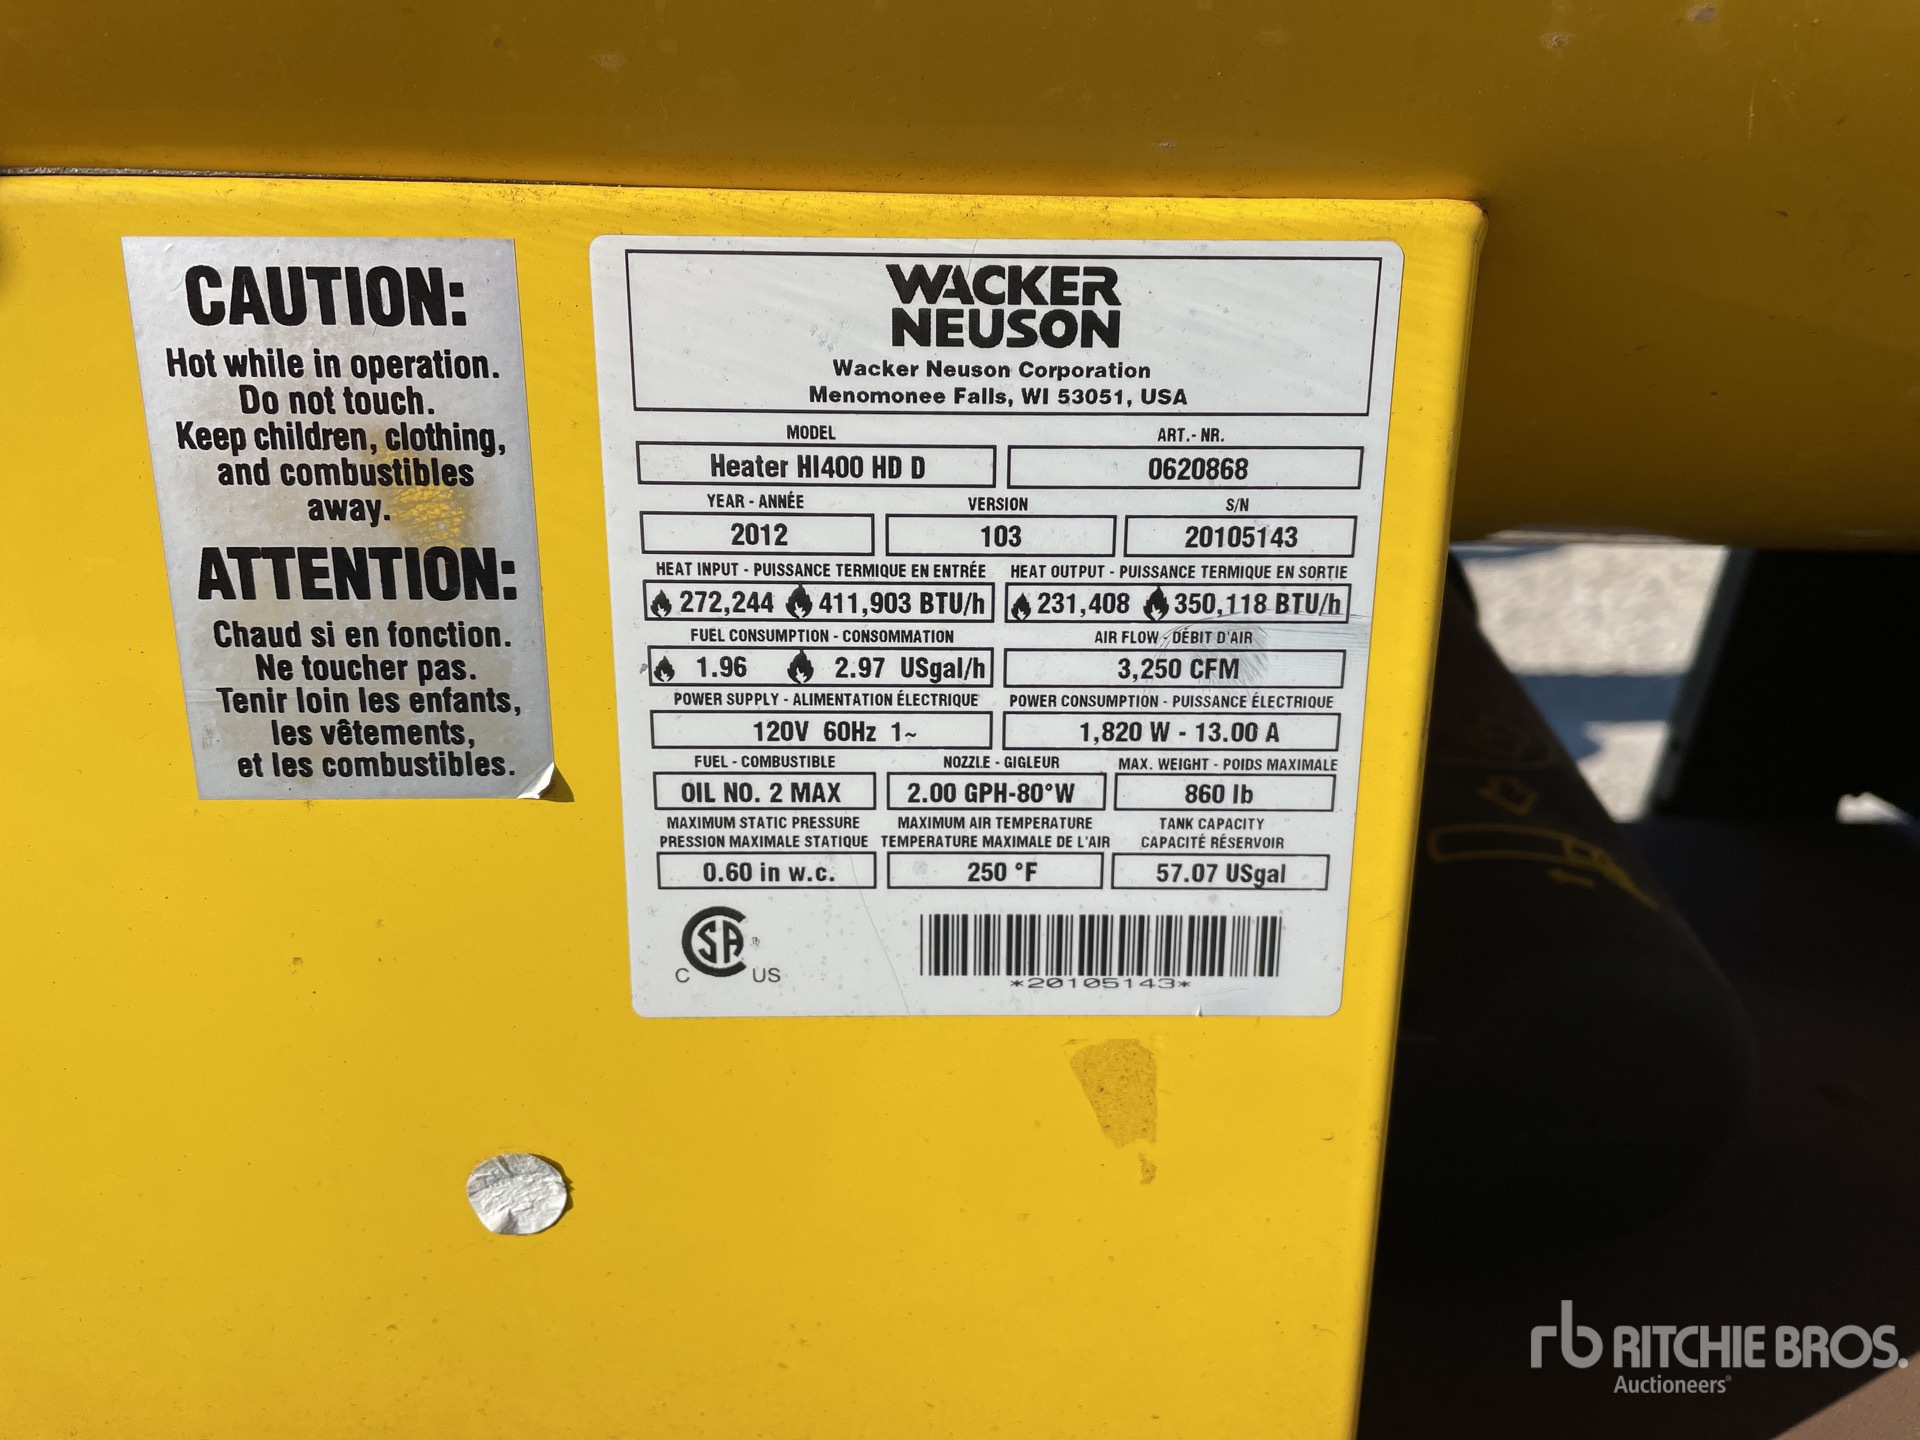 CAUTION:
Hot while in operation.
Do not touch.
Keep children, clothing,
and combustibles
away.
ATTENTION:
Chaud si en fonction.
Ne toucher pas.
Tenir loin les enfants,
les vêtements,
et les combustibles.
WACKER
NEUSON
Wacker Neuson Corporation
Menomonee Falls, WI 53051, USA
MODEL ART.- NR.
Heater HI400 HD D 0620868
YEAR - ANNÉE VERSION S/N
2012 103 20105143
HEAT INPUT - PUISSANCE TERMIQUE EN ENTRÉE HEAT OUTPUT - PUISSANCE TERMIQUE EN SORTIE
272,244 411,903 BTU/h 231,408 350,118 BTU/h
FUEL CONSUMPTION - CONSOMMATION AIR FLOW - DÉBIT D'AIR
1.96 2.97 USgal/h 3,250 CFM
POWER SUPPLY - ALIMENTATION ÉLECTRIQUE POWER CONSUMPTION - PUISSANCE ÉLECTRIQUE
120V 60Hz 1~ 1,820 W - 13.00 A
FUEL - COMBUSTIBLE NOZZLE - GIGLEUR MAX. WEIGHT - POIDS MAXIMALE
OIL NO. 2 MAX 2.00 GPH-80°W 860 lb
MAXIMUM STATIC PRESSURE MAXIMUM AIR TEMPERATURE TANK CAPACITY
PRESSION MAXIMALE STATIQUE TEMPERATURE MAXIMALE DE L'AIR CAPACITÉ RÉSERVOIR
0.60 in w.c. 250 °F 57.07 USgal
CSA ®
C US
*20105143*
rb RITCHIE BROS.
Auctioneers®